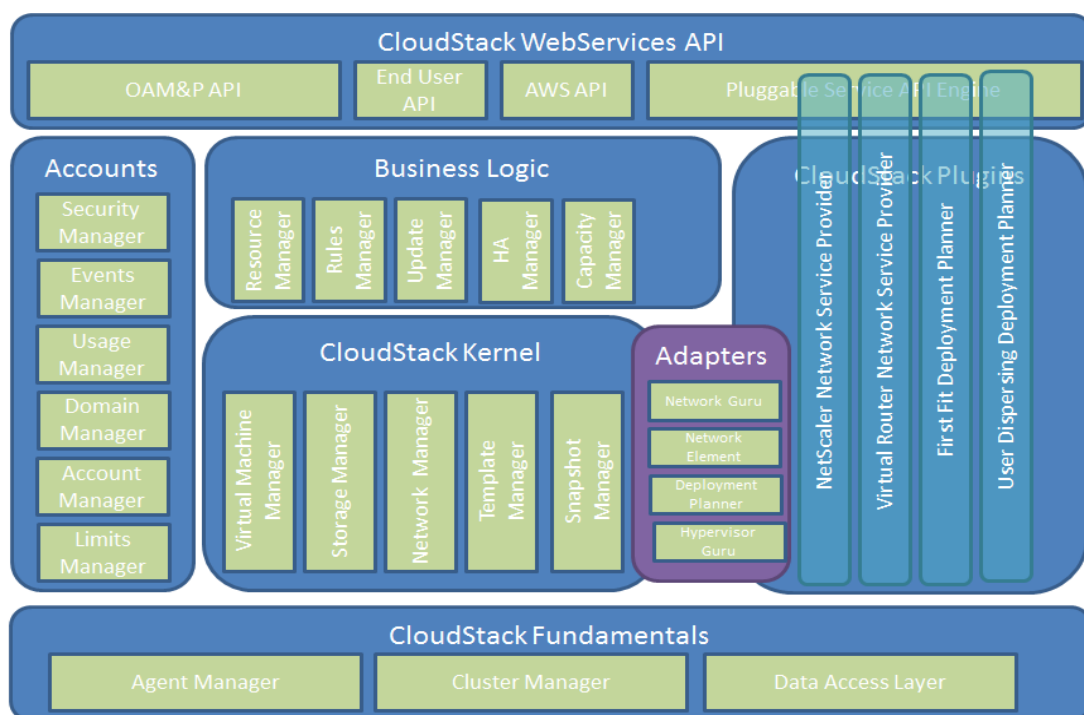 CloudStack WebServices API
OAM&P API
End User
API
AWS API
Pluggable Service API Engine
Accounts
Security
Manager
Events
Manager
Usage
Manager
Domain
Manager
Account
Manager
Limits
Manager
Business Logic
Resource
Manager
Rules
Manager
Update
Manager
HA
Manager
Capacity
Manager
CloudStack Kernel
Virtual Machine
Manager
Storage Manager
Network Manager
Template
Manager
Snapshot
Manager
Adapters
Network Guru
Network
Element
Deployment
Planner
Hypervisor
Guru
CloudStack Plugins
NetScaler Network Service Provider
Virtual Router Network Service Provider
First Fit Deployment Planner
User Dispersing Deployment Planner
CloudStack Fundamentals
Agent Manager
Cluster Manager
Data Access Layer